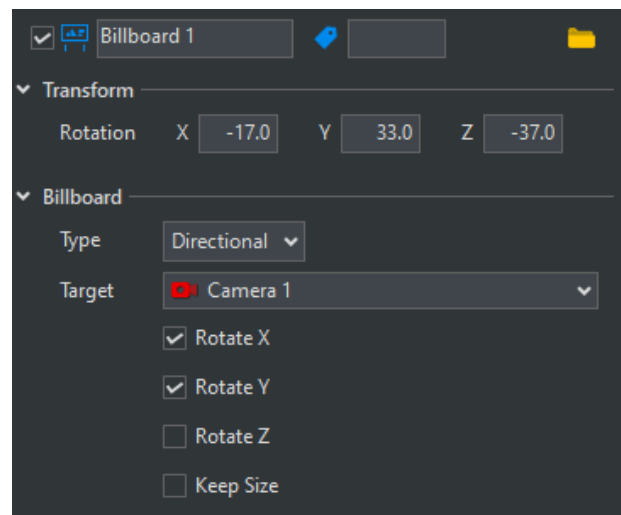 Billboard 1
Transform
Rotation X -17.0 Y 33.0 Z -37.0
Billboard
Type Directional
Target Camera 1
Rotate X
Rotate Y
Rotate Z
Keep Size